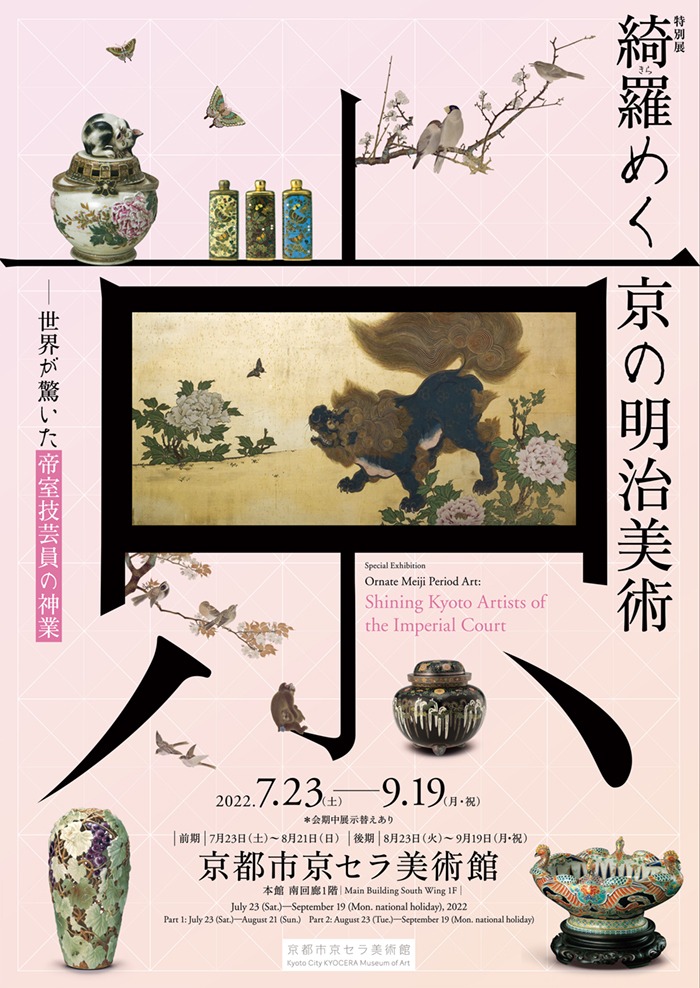 特別展
綺羅めく京の明治美術
きら
世界が驚いた帝室技芸員の神業
京
Special Exhibition
Ornate Meiji Period Art:
Shining Kyoto Artists of
the Imperial Court
2022.7.23(土)—9.19(月・祝)
*会期中展示替えあり
|前期|7月23日(土)〜8月21日(日) |後期|8月23日(火)〜9月19日(月・祝)
京都市京セラ美術館
本館 南回廊1階|Main Building South Wing 1F|
July 23 (Sat.)—September 19 (Mon. national holiday), 2022
Part 1: July 23 (Sat.)—August 21 (Sun.) Part 2: August 23 (Tue.)—September 19 (Mon. national holiday)
京都市京セラ美術館
Kyoto City KYOCERA Museum of Art